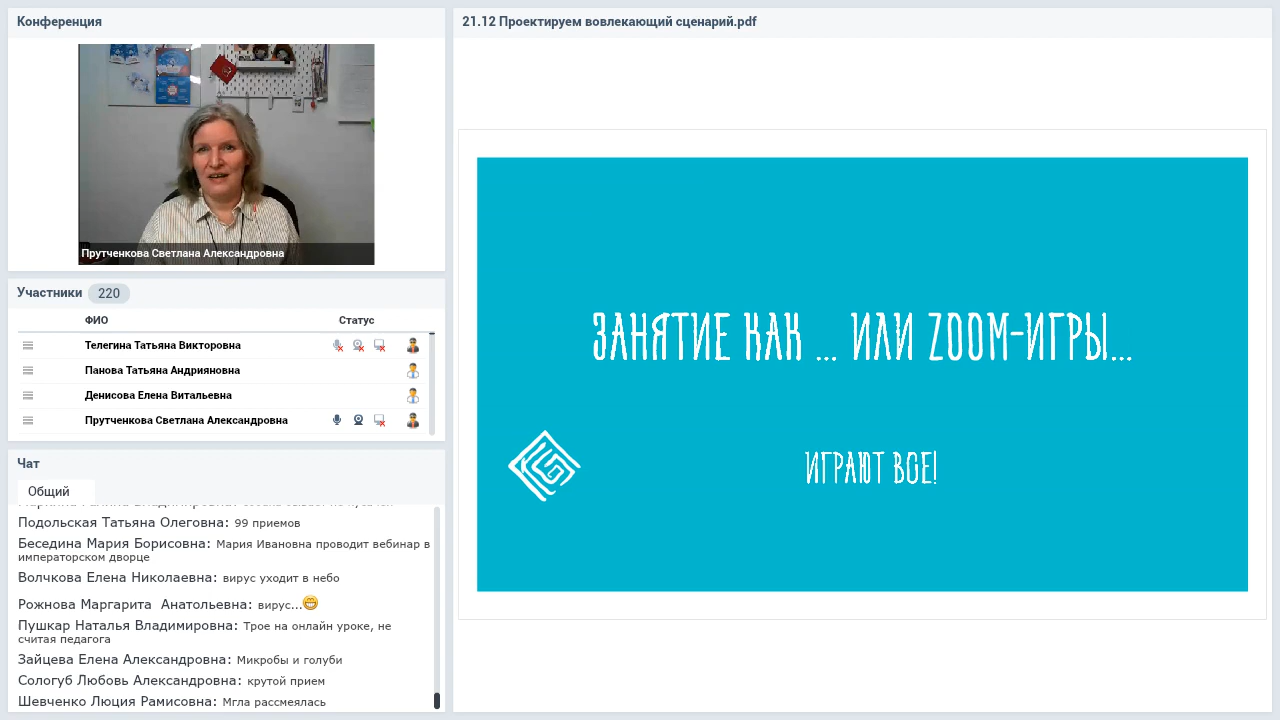 Конференция
Прутченкова Светлана Александровна
Участники 220
ФИО Статус
Телегина Татьяна Викторовна
Панова Татьяна Андрияновна
Денисова Елена Витальевна
Прутченкова Светлана Александровна
Чат
Общий
Подольская Татьяна Олеговна: 99 приемов
Беседина Мария Борисовна: Мария Ивановна проводит вебинар в
императорском дворце
Волчкова Елена Николаевна: вирус уходит в небо
Рожнова Маргарита Анатольевна: вирус...
Пушкар Наталья Владимировна: Трое на онлайн уроке, не
считая педагога
Зайцева Елена Александровна: Микробы и голуби
Сологуб Любовь Александровна: крутой прием
Шевченко Люция Рамисовна: Мгла рассмеялась
21.12 Проектируем вовлекающий сценарий.pdf
ЗАНЯТИЕ КАК ... ИЛИ ZOOM-ИГРЫ...
ИГРАЮТ ВСЕ!